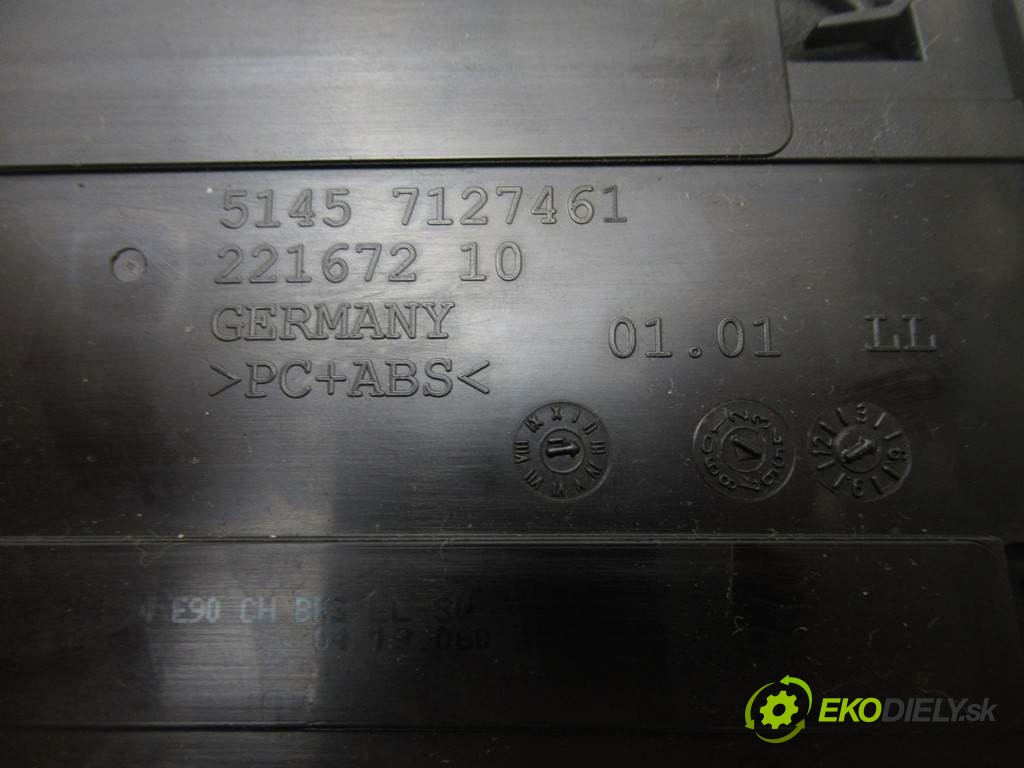 5145 7127461
221672 10
GERMANY 01.01 LL
>PC+ABS<
E90 CH
EKODIELY.sk